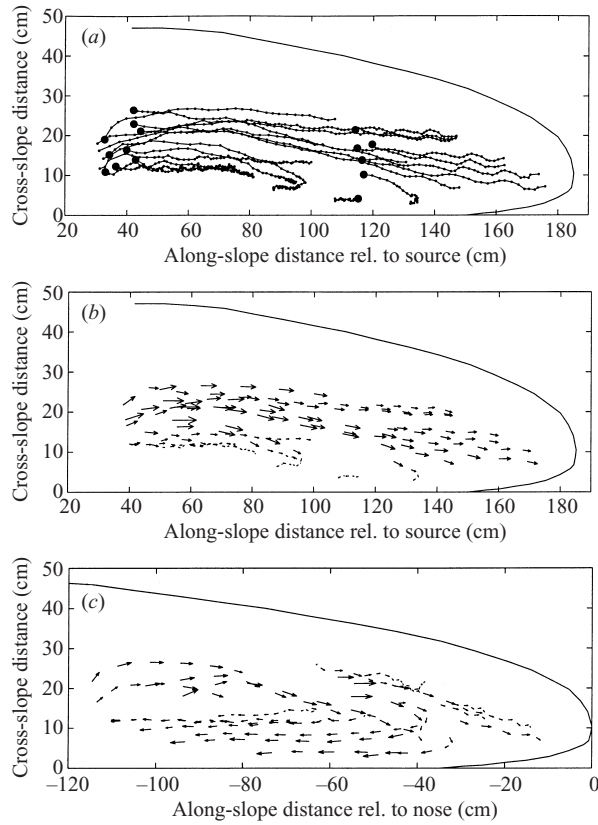 50
(a)
40
30
20
10
0
Cross-slope distance (cm)
20 40 60 80 100 120 140 160 180
Along-slope distance rel. to source (cm)
50
(b)
40
30
20
10
0
Cross-slope distance (cm)
20 40 60 80 100 120 140 160 180
Along-slope distance rel. to source (cm)
50
(c)
40
30
20
10
0
Cross-slope distance (cm)
−120 −100 −80 −60 −40 −20 0
Along-slope distance rel. to nose (cm)